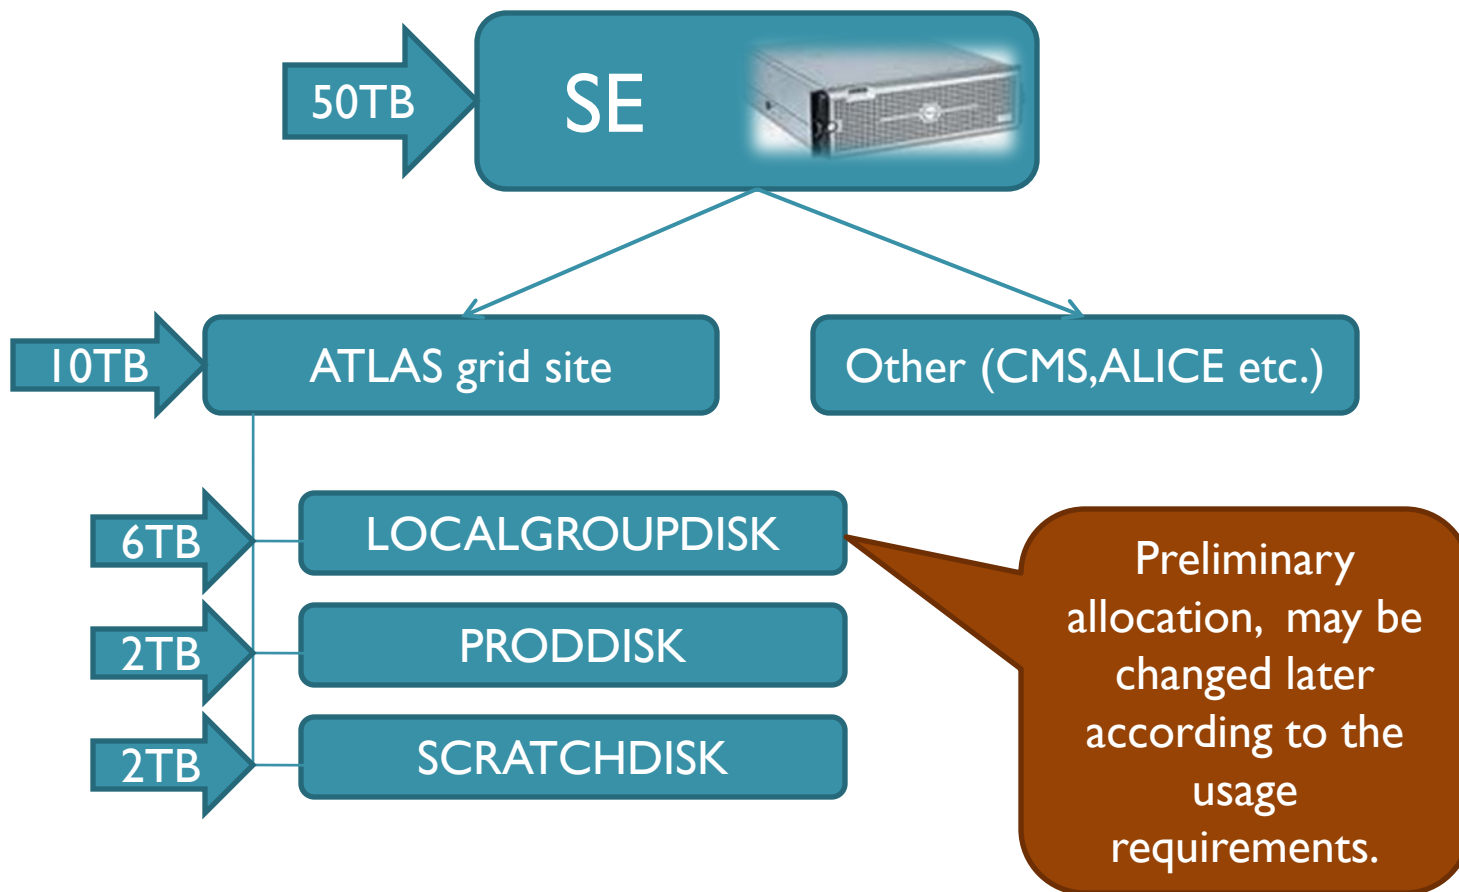 50TB
SE
10TB
ATLAS grid site
Other (CMS,ALICE etc.)
6TB
LOCALGROUPDISK
2TB
PRODDISK
2TB
SCRATCHDISK
Preliminary
allocation, may be
changed later
according to the
usage
requirements.